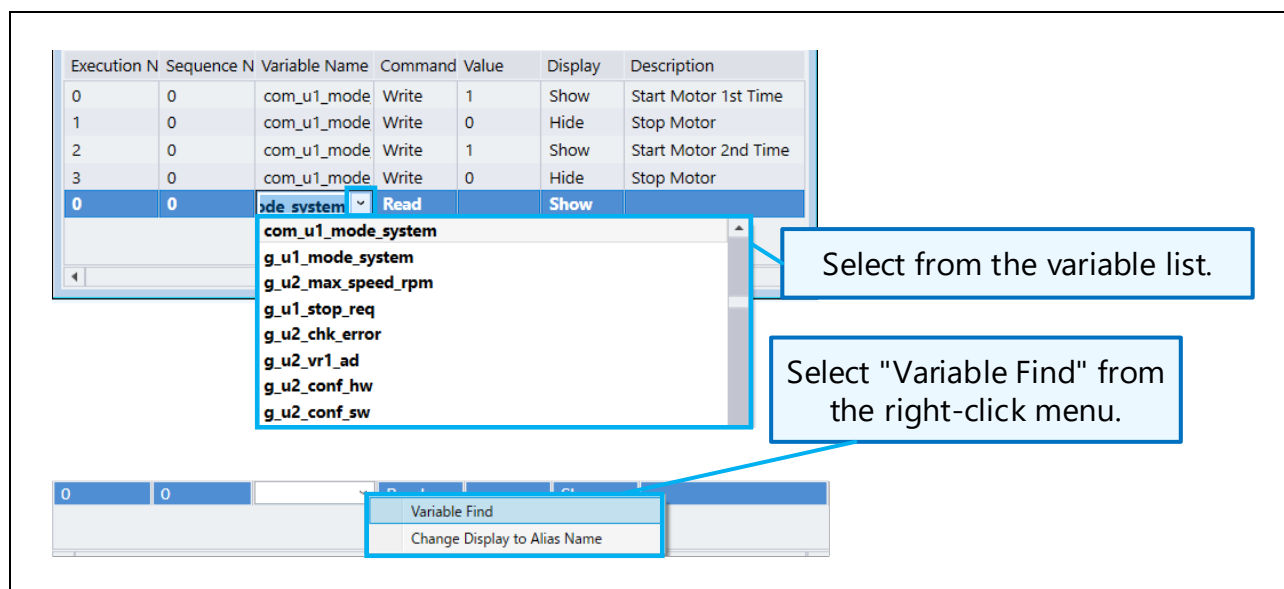 Execution N Sequence N Variable Name Command Value Display Description
0 0 com_u1_mode Write 1 Show Start Motor 1st Time
1 0 com_u1_mode Write 0 Hide Stop Motor
2 0 com_u1_mode Write 1 Show Start Motor 2nd Time
3 0 com_u1_mode Write 0 Hide Stop Motor
0 0 ode_system Read Show
com_u1_mode_system
g_u1_mode_system
g_u2_max_speed_rpm
g_u1_stop_req
g_u2_chk_error
g_u2_vr1_ad
g_u2_conf_hw
g_u2_conf_sw
Select from the variable list.
Select "Variable Find" from
the right-click menu.
0 0
Variable Find
Change Display to Alias Name